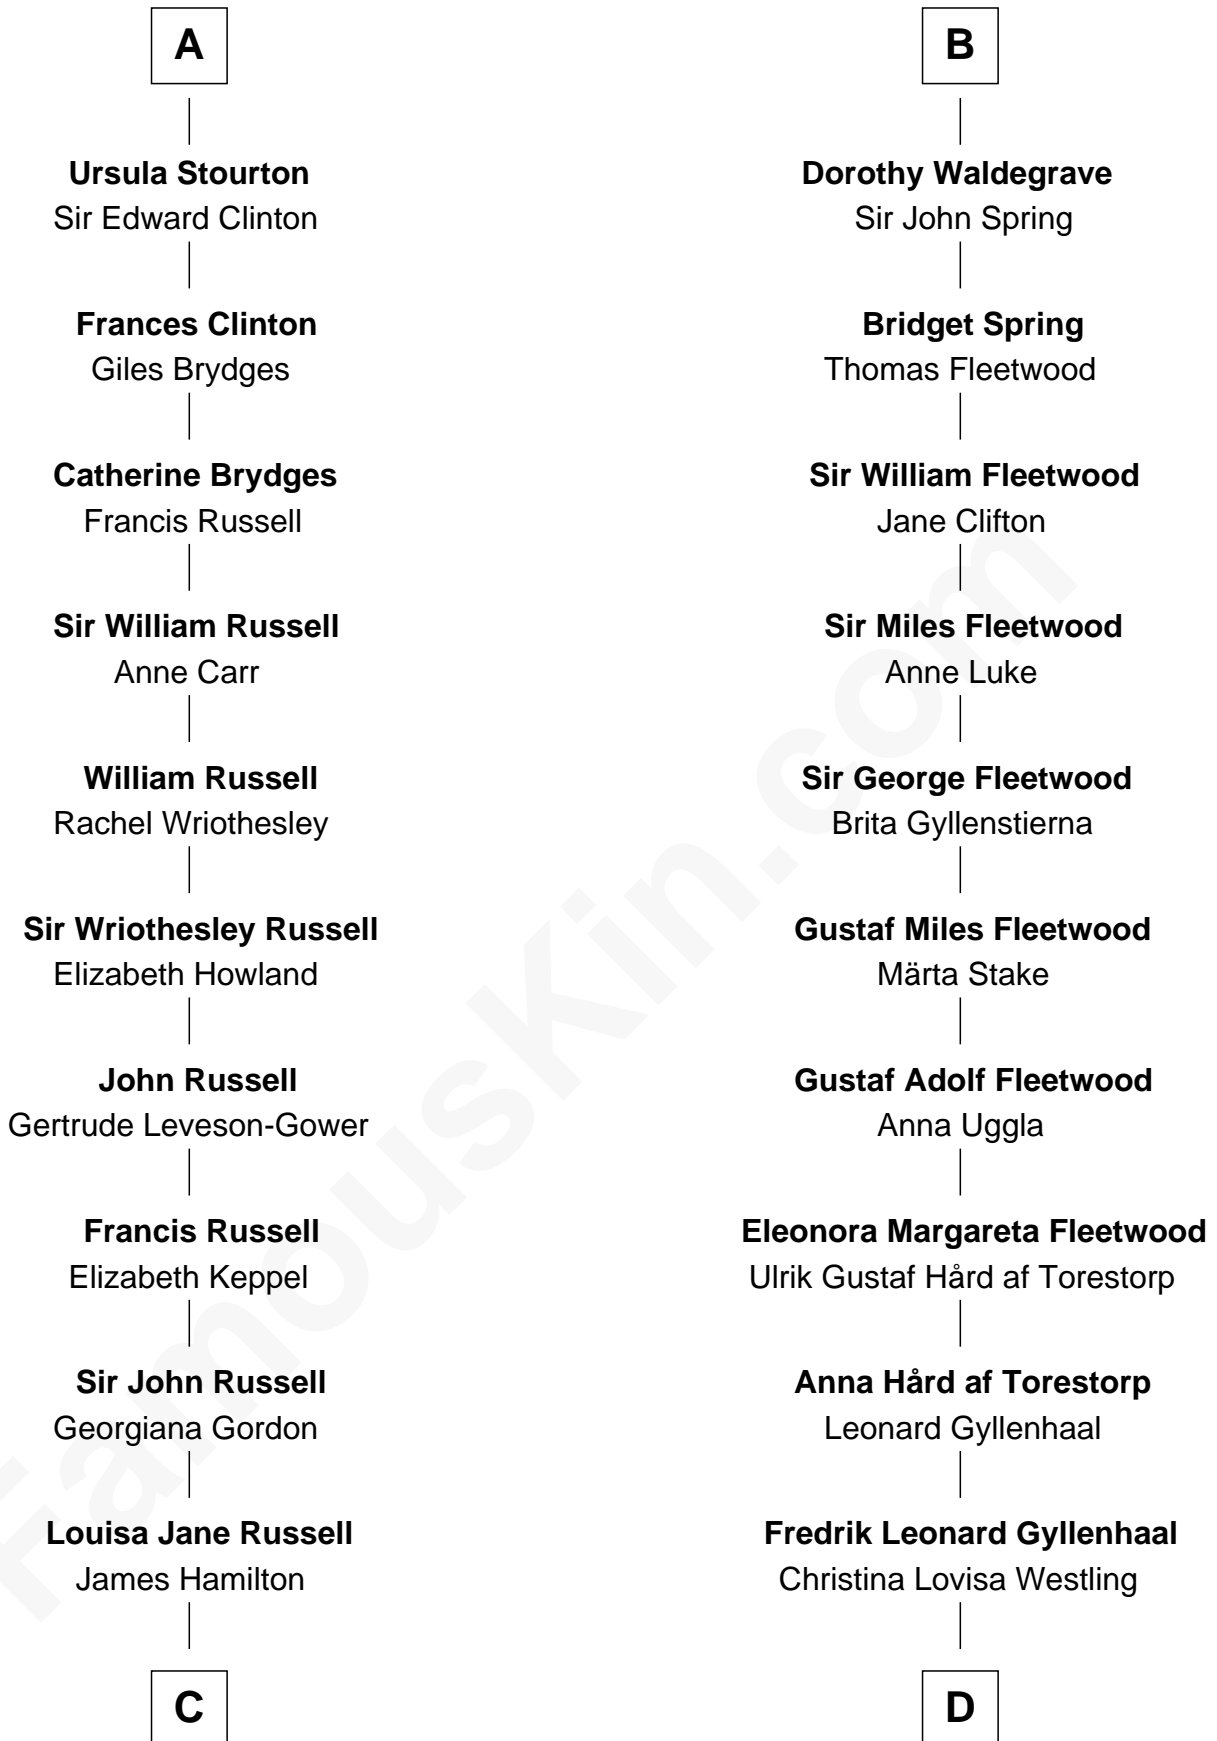 A
Ursula Stourton
Sir Edward Clinton
Frances Clinton
Giles Brydges
Catherine Brydges
Francis Russell
Sir William Russell
Anne Carr
William Russell
Rachel Wriothesley
Sir Wriothesley Russell
Elizabeth Howland
John Russell
Gertrude Leveson-Gower
Francis Russell
Elizabeth Keppel
Sir John Russell
Georgiana Gordon
Louisa Jane Russell
James Hamilton
C
B
Dorothy Waldegrave
Sir John Spring
Bridget Spring
Thomas Fleetwood
Sir William Fleetwood
Jane Clifton
Sir Miles Fleetwood
Anne Luke
Sir George Fleetwood
Brita Gyllenstierna
Gustaf Miles Fleetwood
Märta Stake
Gustaf Adolf Fleetwood
Anna Uggla
Eleonora Margareta Fleetwood
Ulrik Gustaf Hård af Torestorp
Anna Hård af Torestorp
Leonard Gyllenhaal
Fredrik Leonard Gyllenhaal
Christina Lovisa Westling
D
FamousKin.com